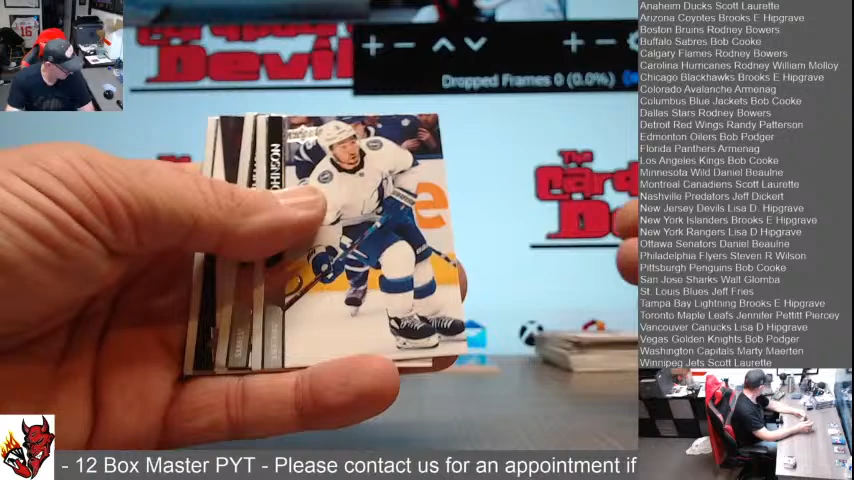 Dropped Frames 0 (0.0%)
The
Devil
The
OHNSON
e
16
Anaheim Ducks Scott Laurette
Arizona Coyotes Brooks E Hipgrave
Boston Bruins Rodney Bowers
Buffalo Sabres Bob Cooke
Calgary Flames Rodney Bowers
Carolina Hurricanes Rodney William Molloy
Chicago Blackhawks Brooks E Hipgrave
Colorado Avalanche Armenag
Columbus Blue Jackets Bob Cooke
Dallas Stars Rodney Bowers
Detroit Red Wings Randy Patterson
Edmonton Oilers Bob Podger
Florida Panthers Armenag
Los Angeles Kings Bob Cooke
Minnesota Wild Daniel Beaulne
Montreal Canadiens Scott Laurette
Nashville Predators Jeff Dickert
New Jersey Devils Lisa D. Hipgrave
New York Islanders Brooks E Hipgrave
New York Rangers Lisa D Hipgrave
Ottawa Senators Daniel Beaulne
Philadelphia Flyers Steven R Wilson
Pittsburgh Penguins Bob Cooke
San Jose Sharks Walt Glomba
St. Louis Blues Jeff Fries
Tampa Bay Lightning Brooks E Hipgrave
Toronto Maple Leafs Jennifer Pettitt Piercey
Vancouver Canucks Lisa D Hipgrave
Vegas Golden Knights Bob Podger
Washington Capitals Marty Maerten
Winnipeg Jets Scott Laurette
- 12 Box Master PYT - Please contact us for an appointment if